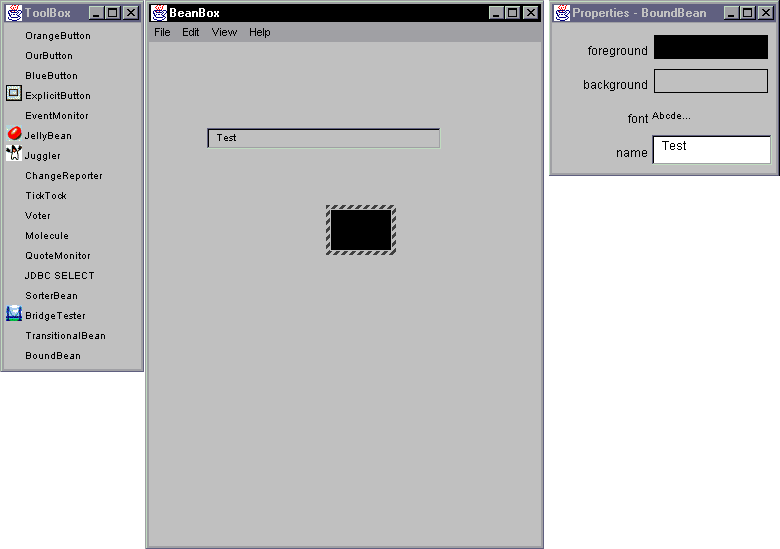 ToolBox
OrangeButton
OurButton
BlueButton
ExplicitButton
EventMonitor
JellyBean
Juggler
ChangeReporter
TickTock
Voter
Molecule
QuoteMonitor
JDBC SELECT
SorterBean
BridgeTester
TransitionalBean
BoundBean
BeanBox
File Edit View Help
Test
Properties - BoundBean
foreground
background
font Abcde...
name Test